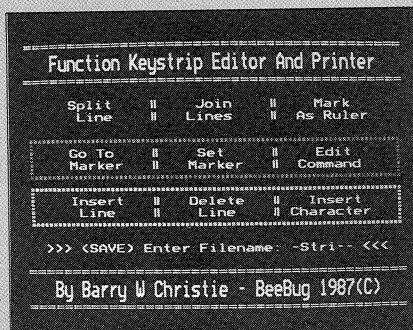 Function Keystrip Editor And Printer
Split || Join || Mark
Line || Lines || As Ruler
Go To || Set || Edit
Marker || Marker || Command
Insert || Delete || Insert
Line || Line || Character
>>> (SAVE) Enter Filename: -Stri-- <<<
By Barry W Christie - BeeBug 1987(C)